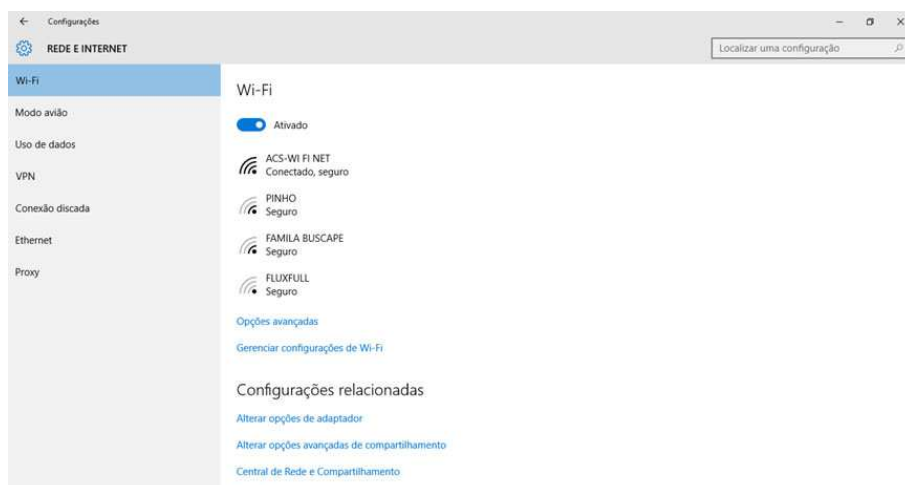 Configurações
REDE E INTERNET
Localizar uma configuração
Wi-Fi
Modo avião
Uso de dados
VPN
Conexão discada
Ethernet
Proxy
Wi-Fi
Ativado
ACS-WI FI NET
Conectado, seguro
PINHO
Seguro
FAMILA BUSCAPE
Seguro
FLUXFULL
Seguro
Opções avançadas
Gerenciar configurações de Wi-Fi
Configurações relacionadas
Alterar opções de adaptador
Alterar opções avançadas de compartilhamento
Central de Rede e Compartilhamento